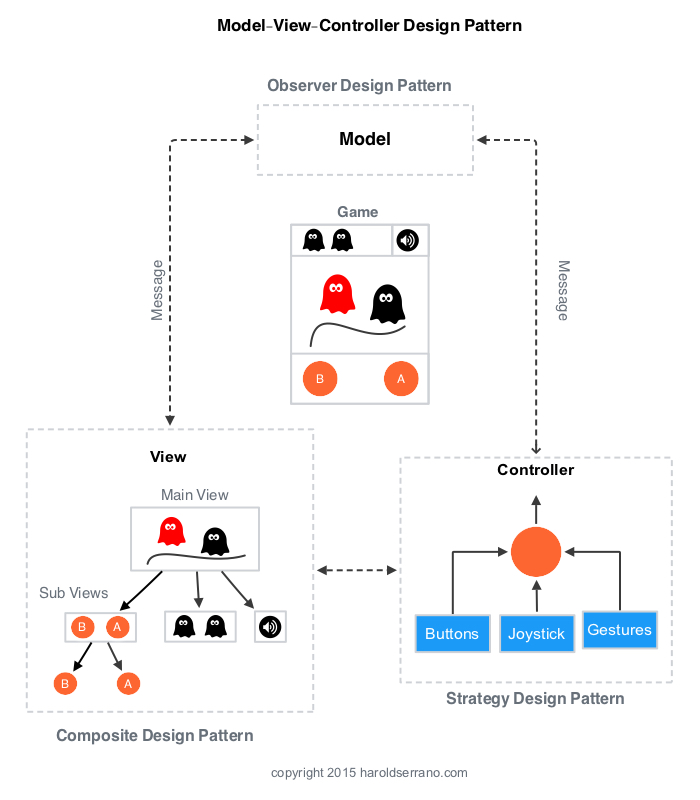 Model-View-Controller Design Pattern
Observer Design Pattern
Model
Game
Message
Message
B
A
View
Main View
Sub Views
B
A
B
A
Controller
Buttons
Joystick
Gestures
Strategy Design Pattern
Composite Design Pattern
copyright 2015 haroldserrano.com